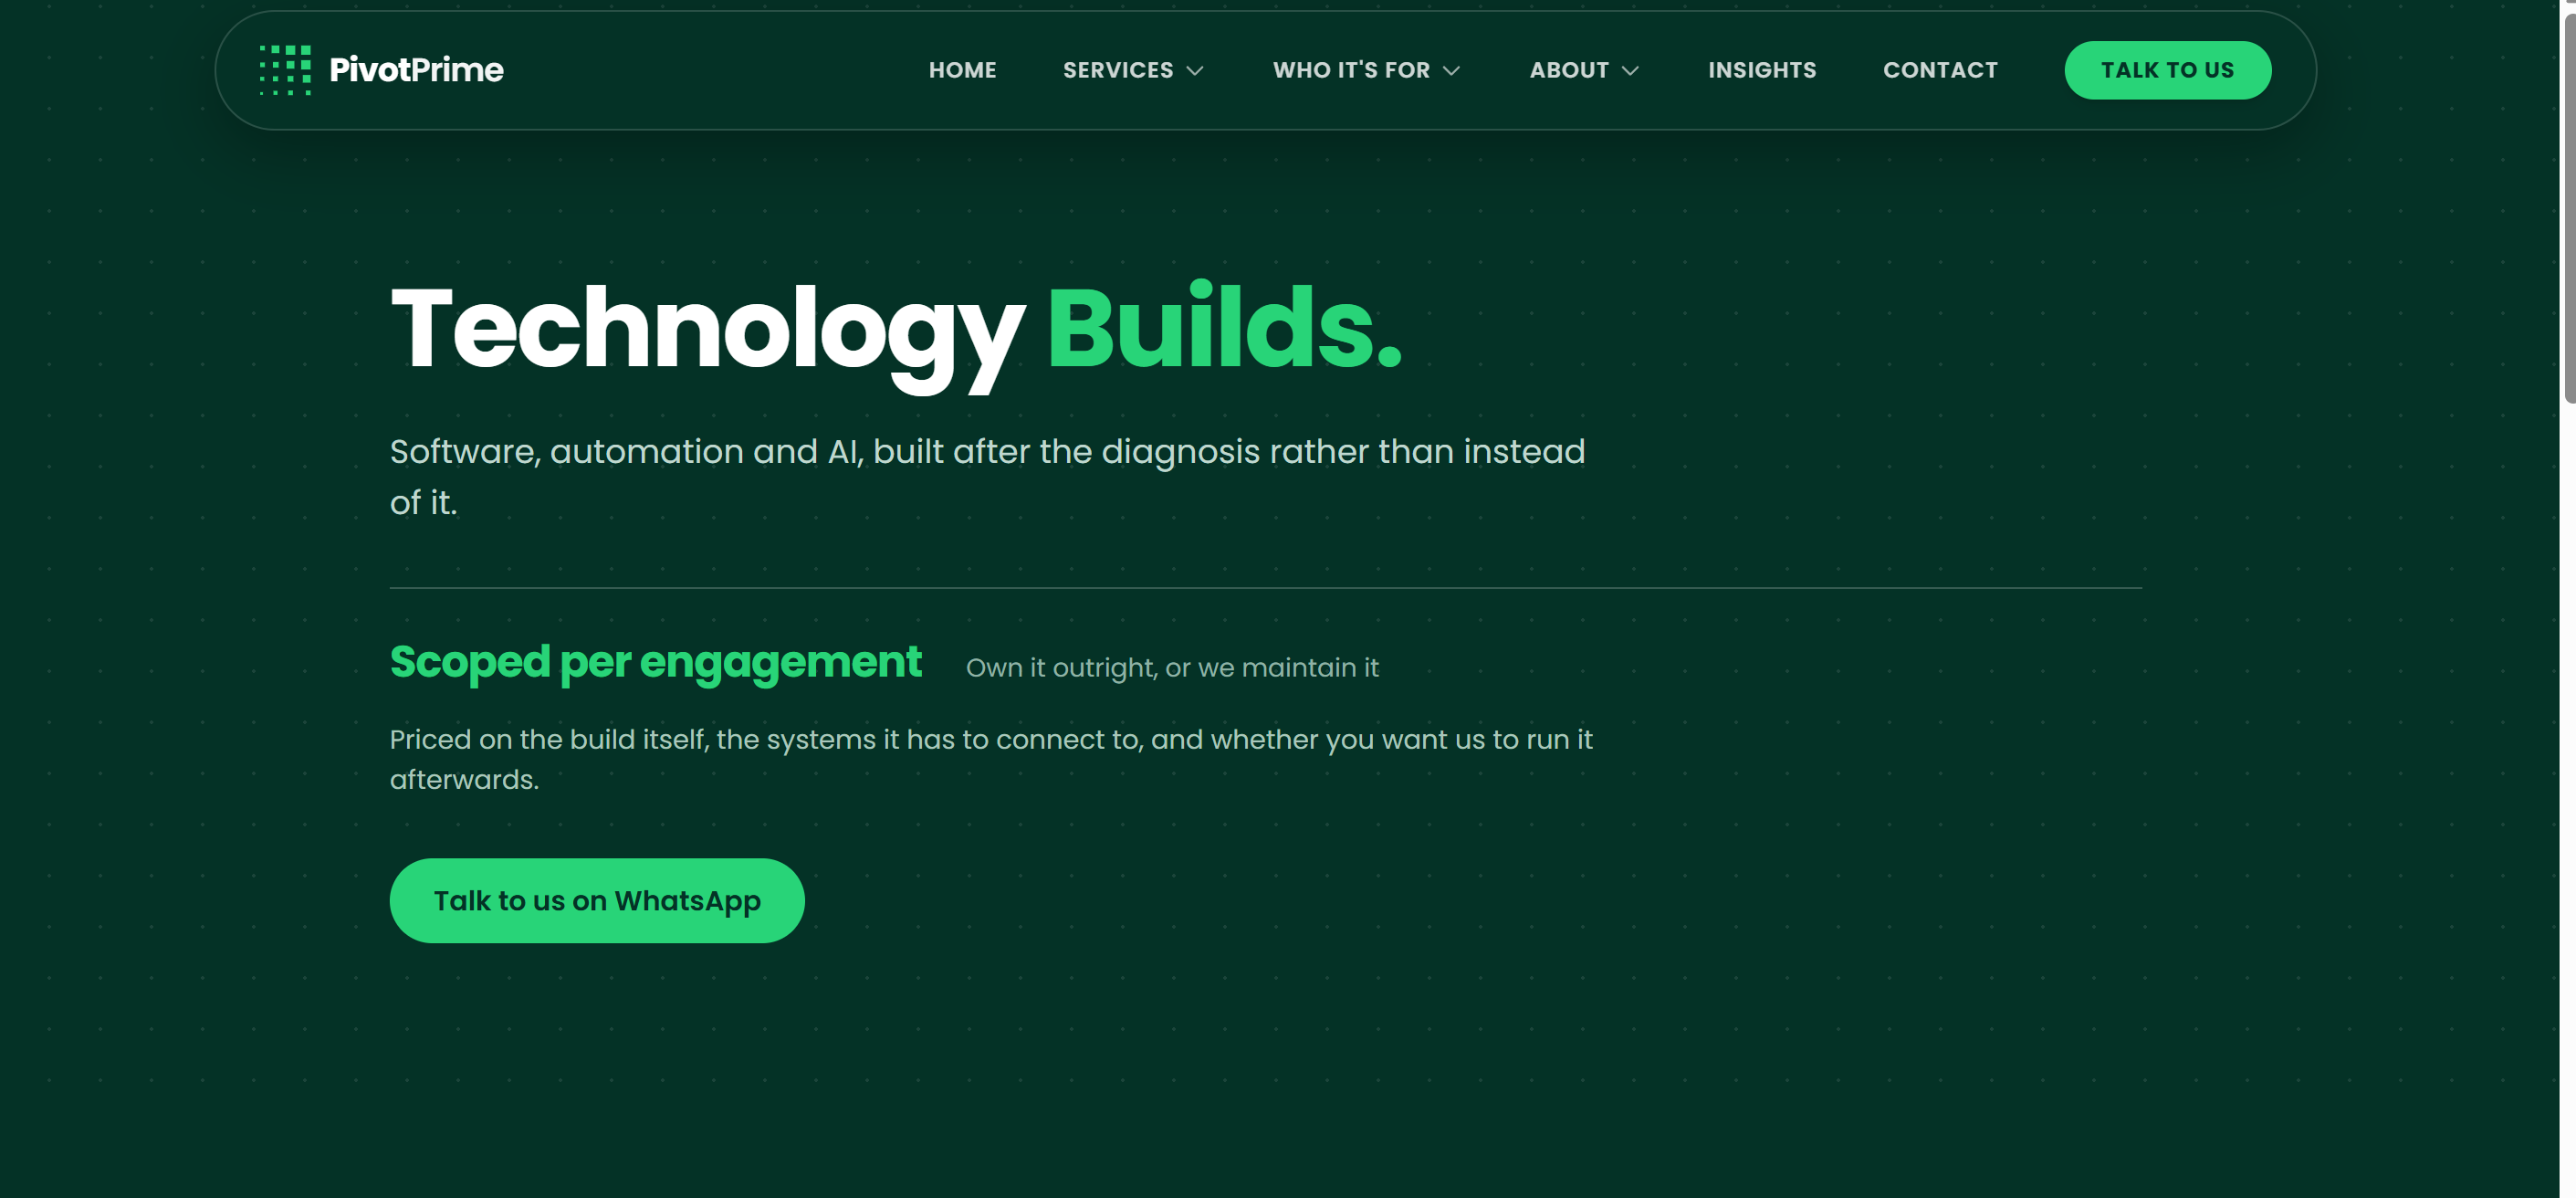 PivotPrime
HOME
SERVICES
WHO IT'S FOR
ABOUT
INSIGHTS
CONTACT
TALK TO US
Technology Builds.
Software, automation and AI, built after the diagnosis rather than instead
of it.
Scoped per engagement
Own it outright, or we maintain it
Priced on the build itself, the systems it has to connect to, and whether you want us to run it
afterwards.
Talk to us on WhatsApp